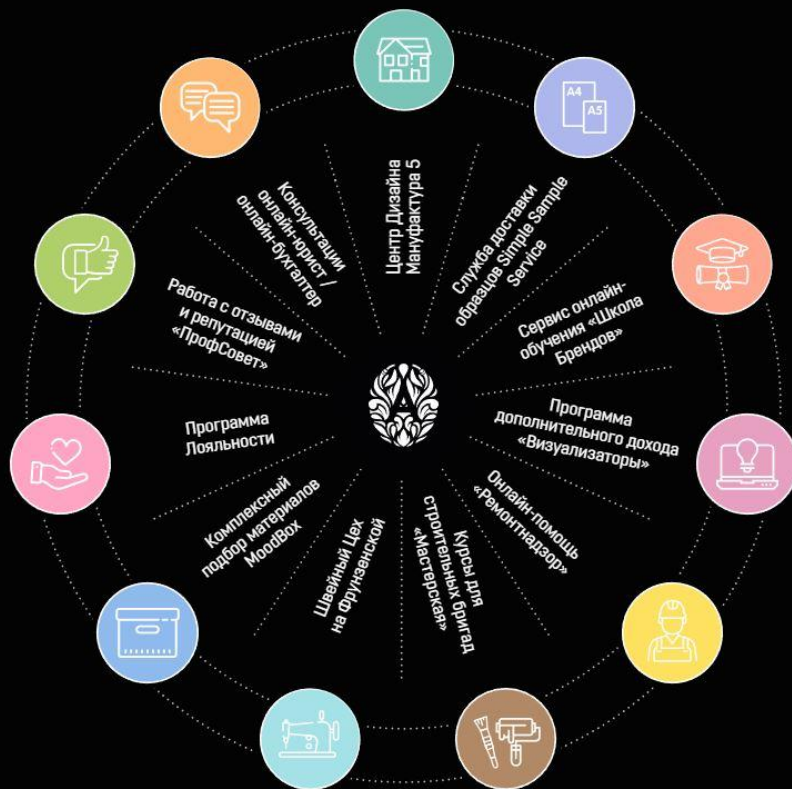 Центр Дизайна
Мануфактура 5
A4
A5
Служба доставки
образцов Simple Sample
Service
Сервис онлайн-
обучения «Школа
Брендов»
Программа
дополнительного дохода
«Визуализаторы»
Онлайн-помощь
«Ремонтнадзор»
Курсы для
строительных бригад
«Мастерская»
Швейный Цех
на Фрунзенской
Комплексный
подбор материалов
MoodBox
Программа
Лояльности
Работа с отзывами
и репутацией
«ПрофСовет»
Консультации
онлайн-юрист /
онлайн-бухгалтер
A